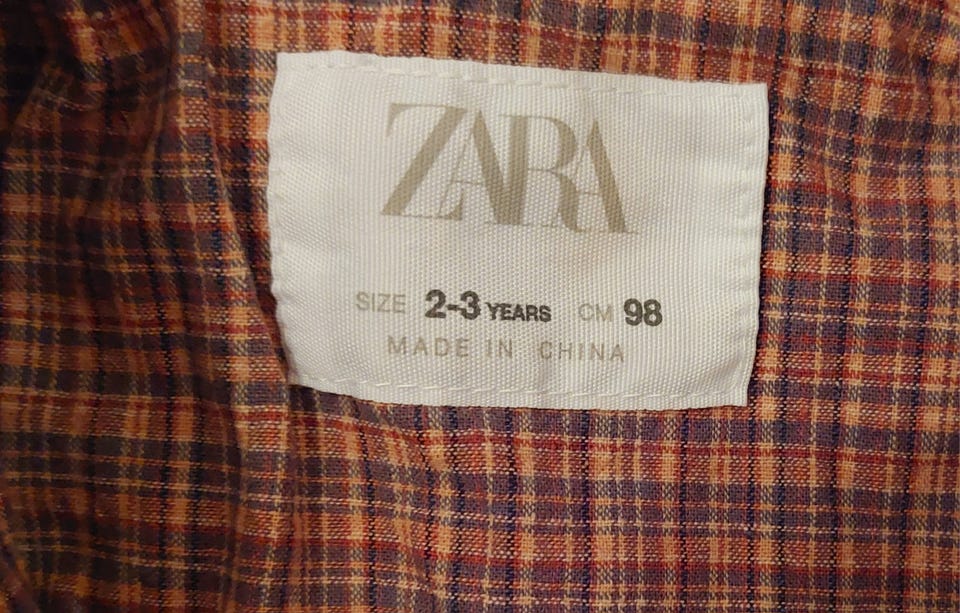 ZARA
SIZE 2-3 YEARS CM 98
MADE IN CHINA